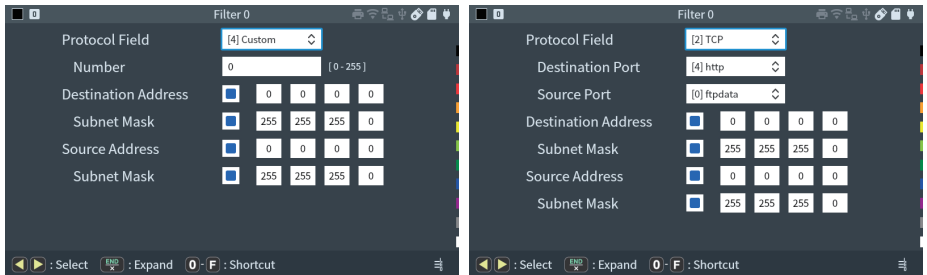 0 Filter 0
Protocol Field [4] Custom
Number 0 [ 0 - 255 ]
Destination Address 0 0 0 0
Subnet Mask 255 255 255 0
Source Address 0 0 0 0
Subnet Mask 255 255 255 0
: Select END X : Expand 0 - F : Shortcut
0 Filter 0
Protocol Field [2] TCP
Destination Port [4] http
Source Port [0] ftpdata
Destination Address 0 0 0 0
Subnet Mask 255 255 255 0
Source Address 0 0 0 0
Subnet Mask 255 255 255 0
: Select END X : Expand 0 - F : Shortcut